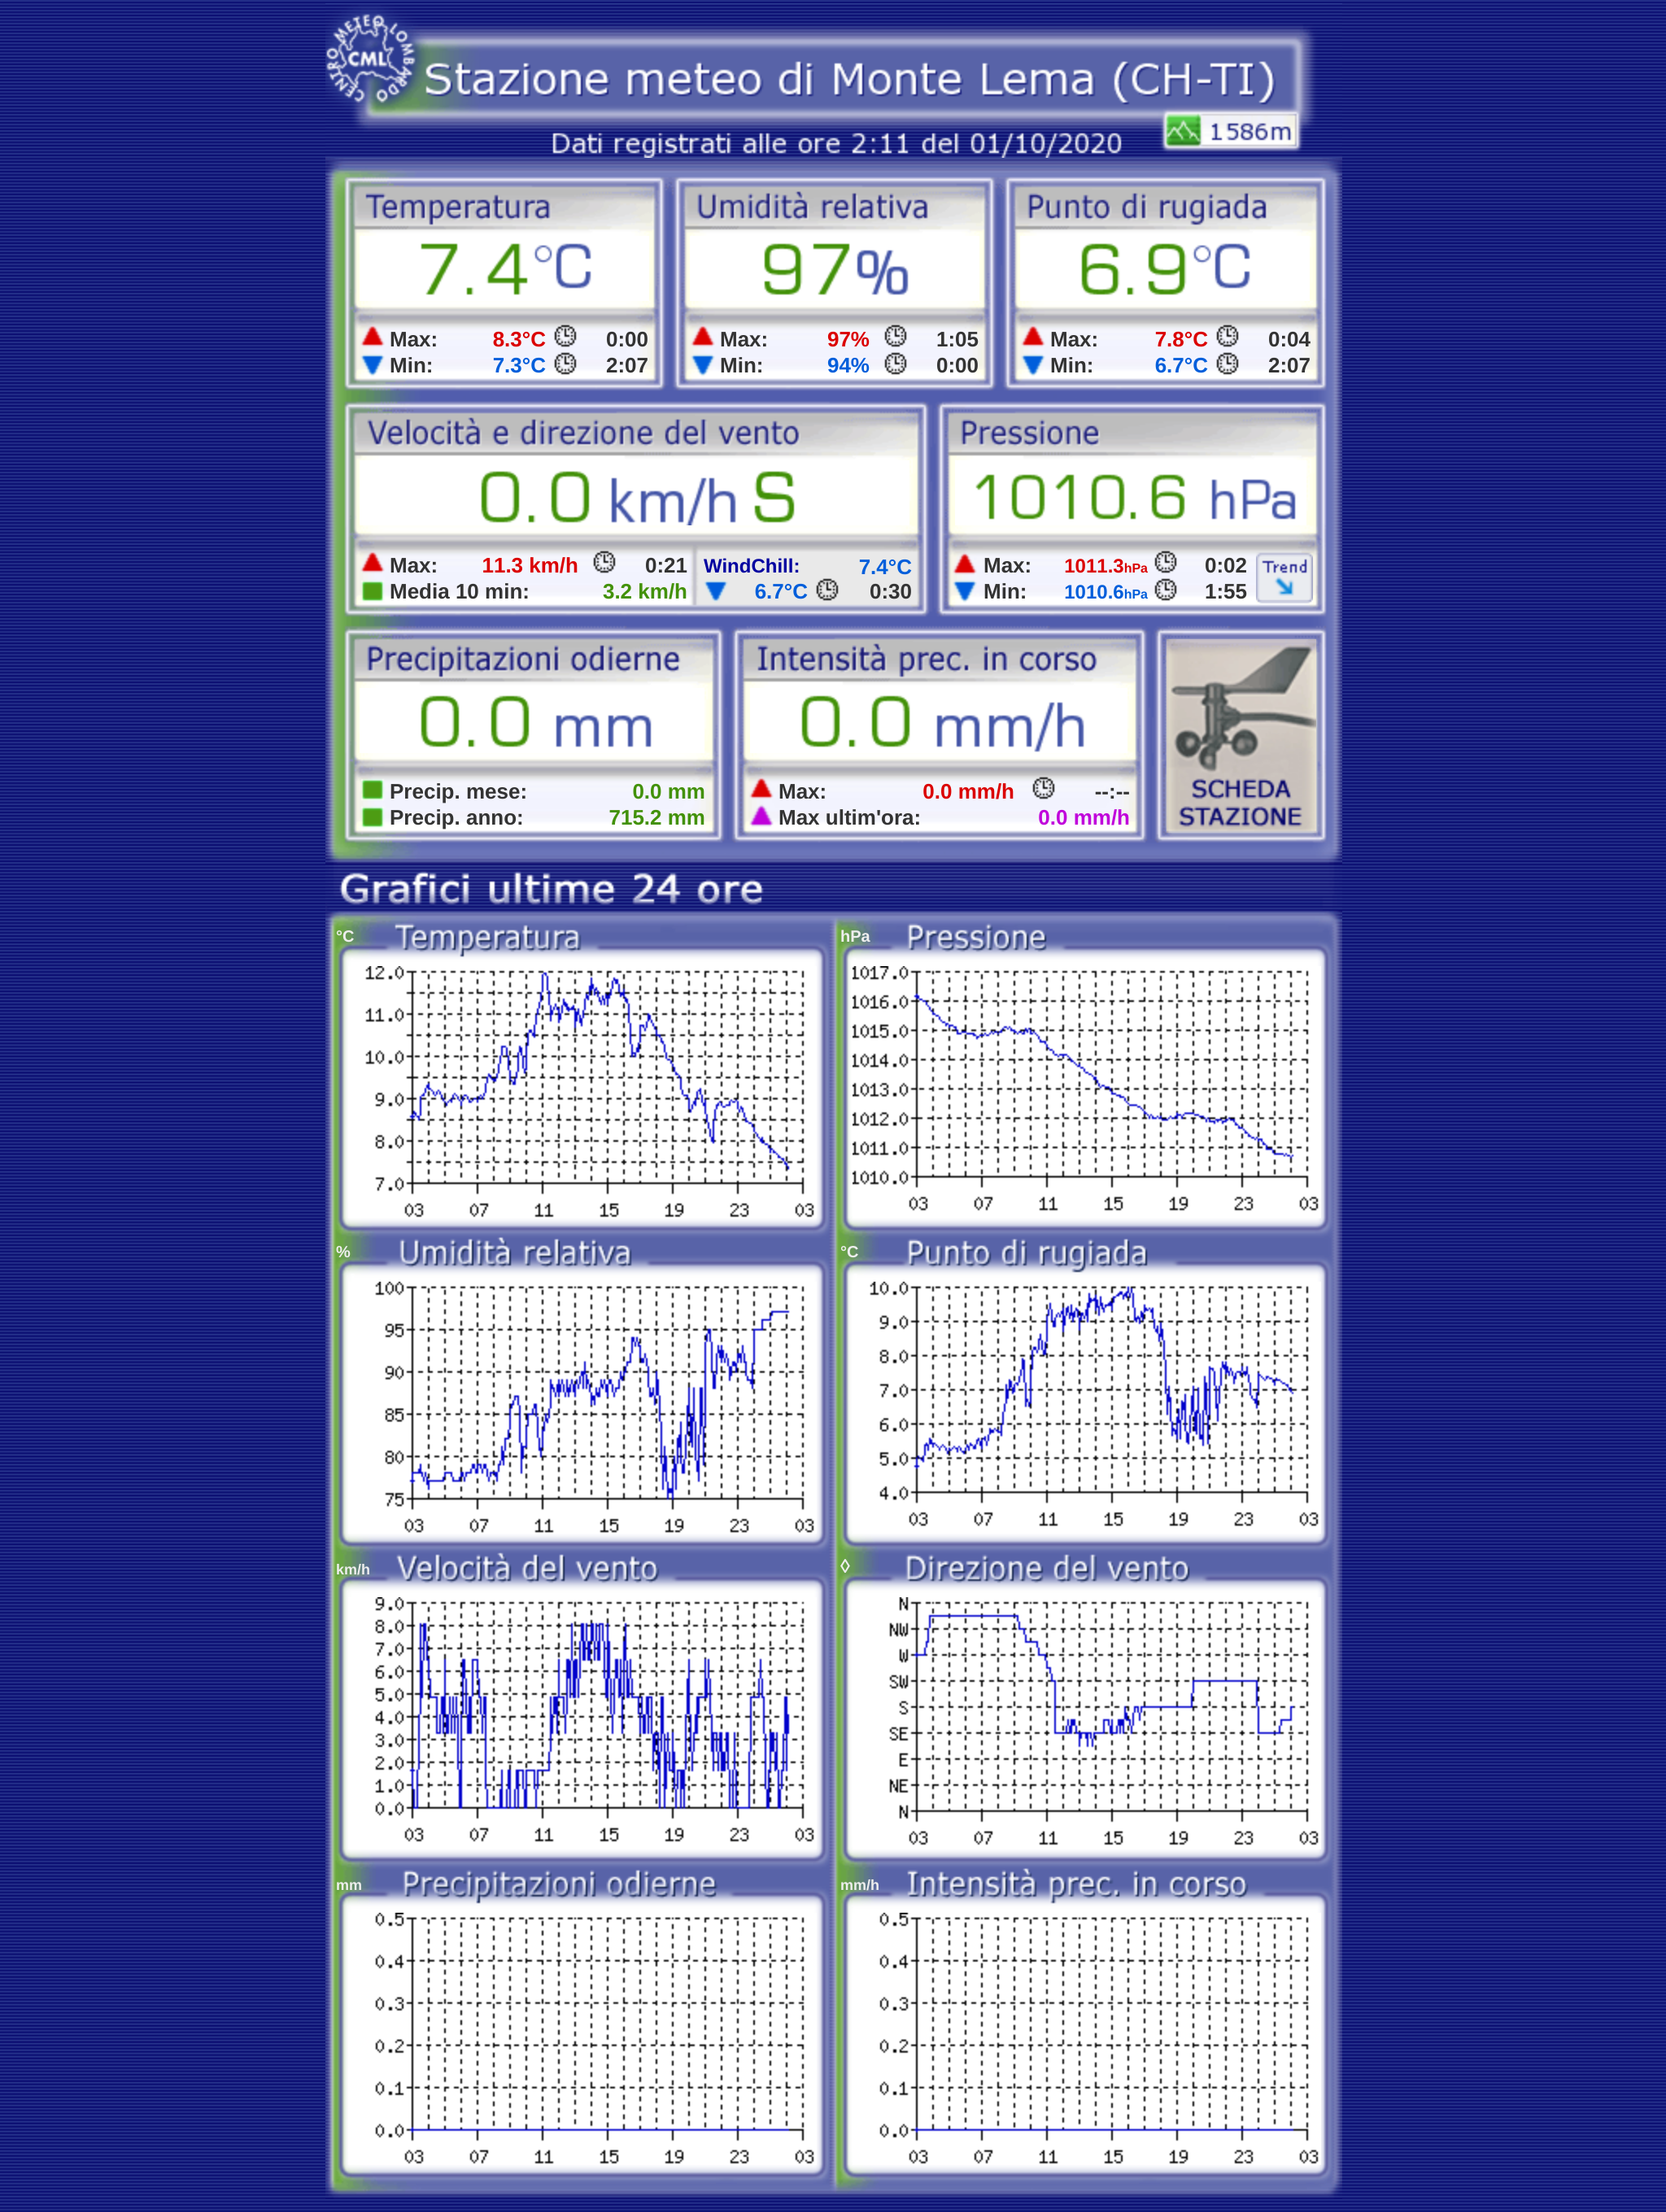 CENTRO METEO LOMBARDO
CML
Stazione meteo di Monte Lema (CH-TI)
1586m
Dati registrati alle ore 2:11 del 01/10/2020
Temperatura
7.4°C
Max: 8.3°C 0:00
Min: 7.3°C 2:07
Umidità relativa
97%
Max: 97% 1:05
Min: 94% 0:00
Punto di rugiada
6.9°C
Max: 7.8°C 0:04
Min: 6.7°C 2:07
Velocità e direzione del vento
0.0 km/h S
Max: 11.3 km/h 0:21
Media 10 min: 3.2 km/h
WindChill: 7.4°C
6.7°C 0:30
Pressione
1010.6 hPa
Max: 1011.3hPa 0:02
Min: 1010.6hPa 1:55
Trend
Precipitazioni odierne
0.0 mm
Precip. mese: 0.0 mm
Precip. anno: 715.2 mm
Intensità prec. in corso
0.0 mm/h
Max: 0.0 mm/h --:--
Max ultim'ora: 0.0 mm/h
SCHEDA
STAZIONE
Grafici ultime 24 ore
°C Temperatura
12.0
11.0
10.0
9.0
8.0
7.0
03 07 11 15 19 23 03
hPa Pressione
1017.0
1016.0
1015.0
1014.0
1013.0
1012.0
1011.0
1010.0
03 07 11 15 19 23 03
% Umidità relativa
100
95
90
85
80
75
03 07 11 15 19 23 03
°C Punto di rugiada
10.0
9.0
8.0
7.0
6.0
5.0
4.0
03 07 11 15 19 23 03
km/h Velocità del vento
9.0
8.0
7.0
6.0
5.0
4.0
3.0
2.0
1.0
0.0
03 07 11 15 19 23 03
◊ Direzione del vento
N
NW
W
SW
S
SE
E
NE
N
03 07 11 15 19 23 03
mm Precipitazioni odierne
0.5
0.4
0.3
0.2
0.1
0.0
03 07 11 15 19 23 03
mm/h Intensità prec. in corso
0.5
0.4
0.3
0.2
0.1
0.0
03 07 11 15 19 23 03